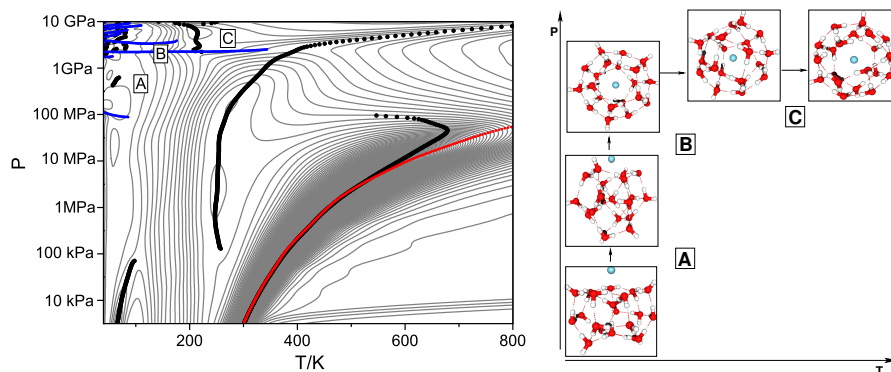 10 GPa
1GPa
100 MPa
10 MPa
1MPa
100 kPa
10 kPa
P
200
400
600
800
T/K
A
B
C
P
T
A
B
C